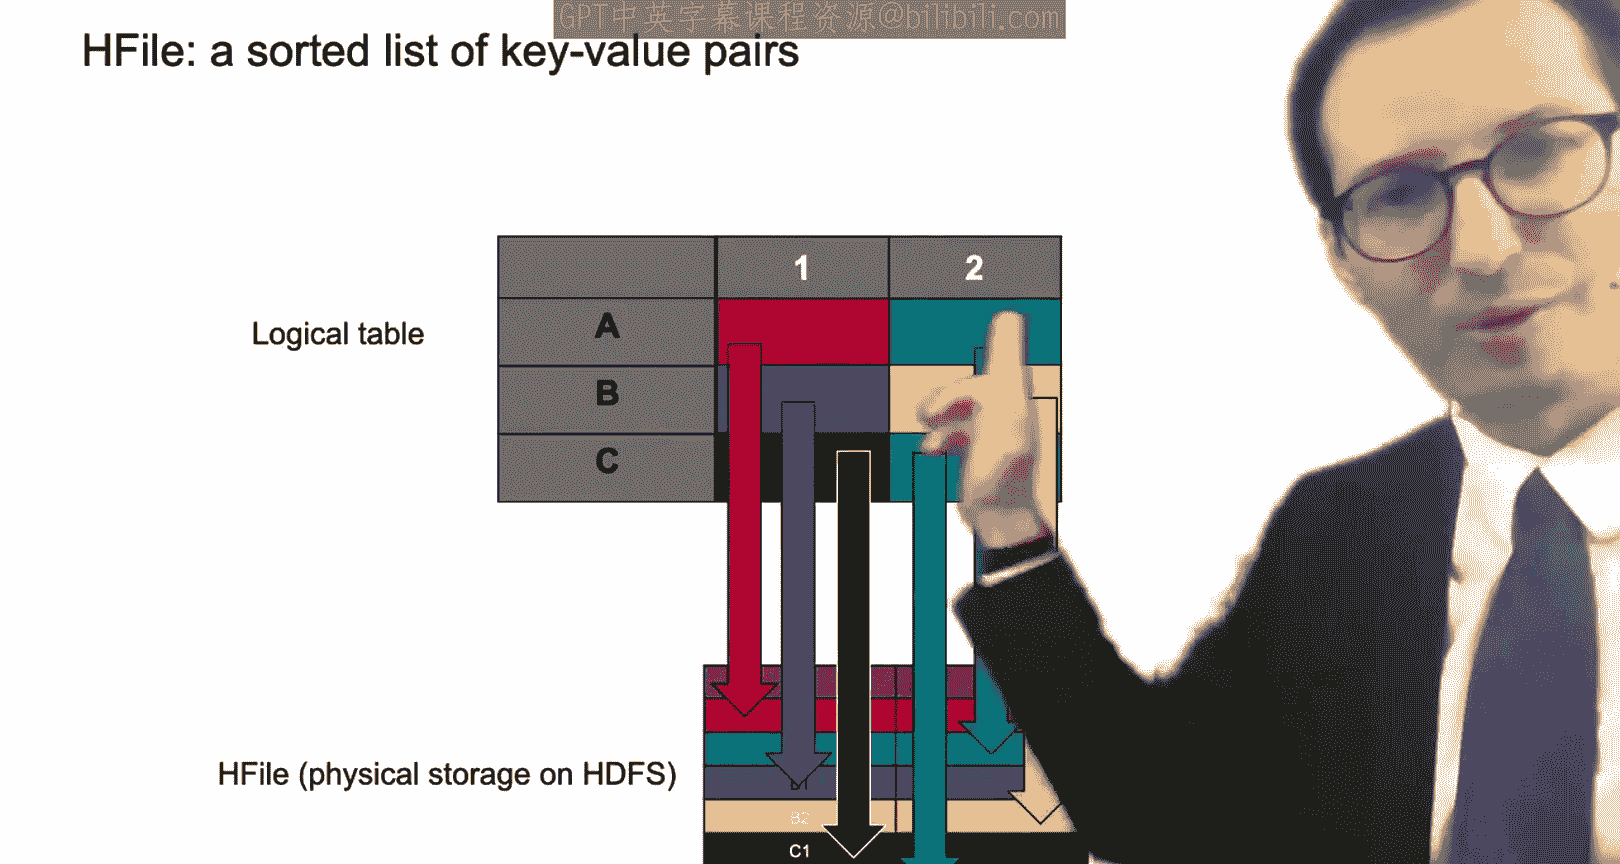 GPT中英字幕课程资源@bilibili.com
HFile: a sorted list of key-value pairs
1 2
Logical table
A
B
C
HFile (physical storage on HDFS)
B2
C1